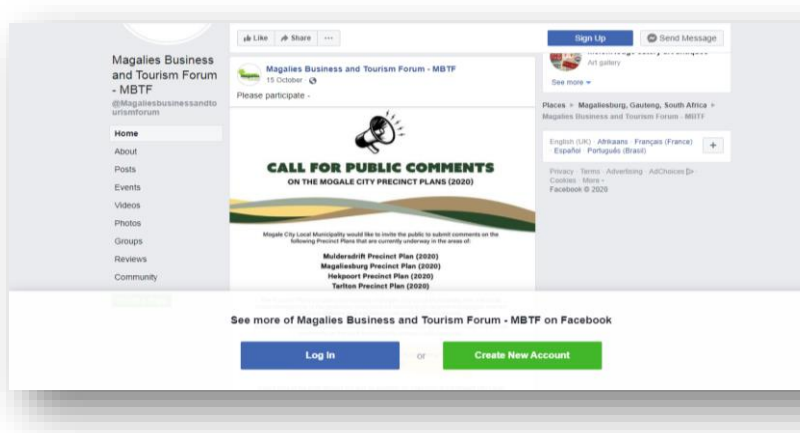 Like Share ...
Sign Up
Send Message
Magalies Business
and Tourism Forum
- MBTF
@Magaliesbusinessandto
urismforum
Home
About
Posts
Events
Videos
Photos
Groups
Reviews
Community
Magalies Business and Tourism Forum - MBTF
15 October ·
Please participate -
CALL FOR PUBLIC COMMENTS
ON THE MOGALE CITY PRECINCT PLANS (2020)
Mogale City Local Municipality would like to invite the public to submit comments on the
following Precinct Plans that are currently underway in the areas of:
Muldersdrift Precinct Plan (2020)
Magaliesburg Precinct Plan (2020)
Hekpoort Precinct Plan (2020)
Tarlton Precinct Plan (2020)
Art gallery
See more
Places > Magaliesburg, Gauteng, South Africa >
Magalies Business and Tourism Forum - MBTF
English (UK) · Afrikaans · Français (France)
· Español · Português (Brasil)
+
Privacy · Terms · Advertising · AdChoices ·
Cookies · More
Facebook © 2020
See more of Magalies Business and Tourism Forum - MBTF on Facebook
Log In
or
Create New Account